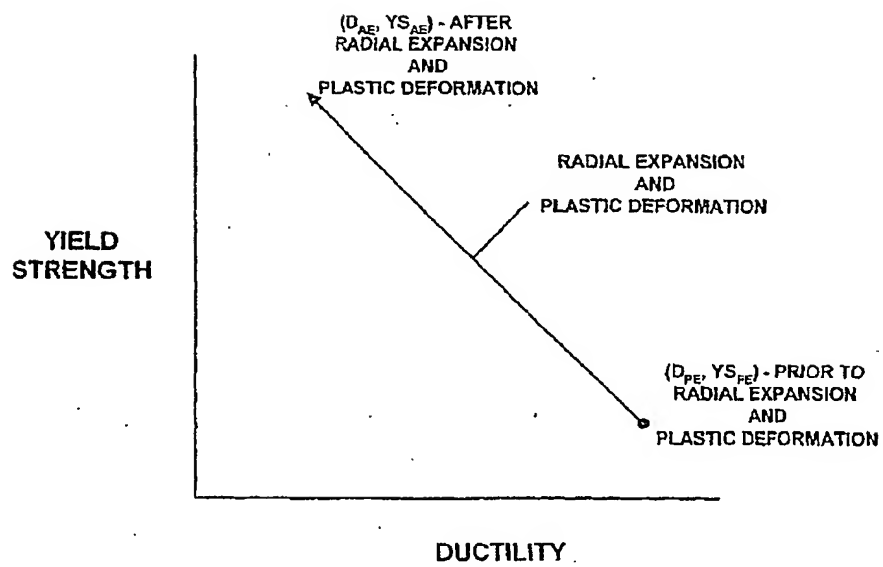 (D_AE, YS_AE) - AFTER
RADIAL EXPANSION
AND
PLASTIC DEFORMATION
RADIAL EXPANSION
AND
PLASTIC DEFORMATION
YIELD
STRENGTH
(D_PE, YS_PE) - PRIOR TO
RADIAL EXPANSION
AND
PLASTIC DEFORMATION
DUCTILITY